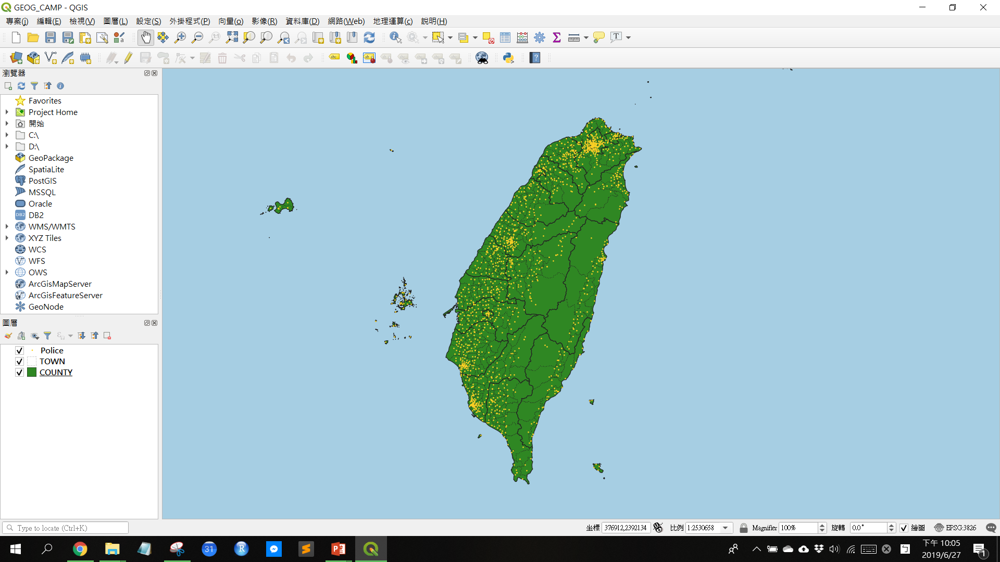 GEOG_CAMP - QGIS
專案(j) 編輯(E) 檢視(V) 圖層(L) 設定(S) 外掛程式(P) 向量(o) 影像(R) 資料庫(D) 網路(Web) 地理運算(c) 說明(H)
瀏覽器
Favorites
Project Home
開始
C:\
D:\
GeoPackage
SpatiaLite
PostGIS
MSSQL
Oracle
DB2
WMS/WMTS
XYZ Tiles
WCS
WFS
OWS
ArcGisMapServer
ArcGisFeatureServer
GeoNode
圖層
Police
TOWN
COUNTY
Type to locate (Ctrl+K)
坐標 376912,2392134 比例 1:2530658 Magnifier 100% 旋轉 0.0° 繪圖 EPSG:3826
下午 10:05
2019/6/27